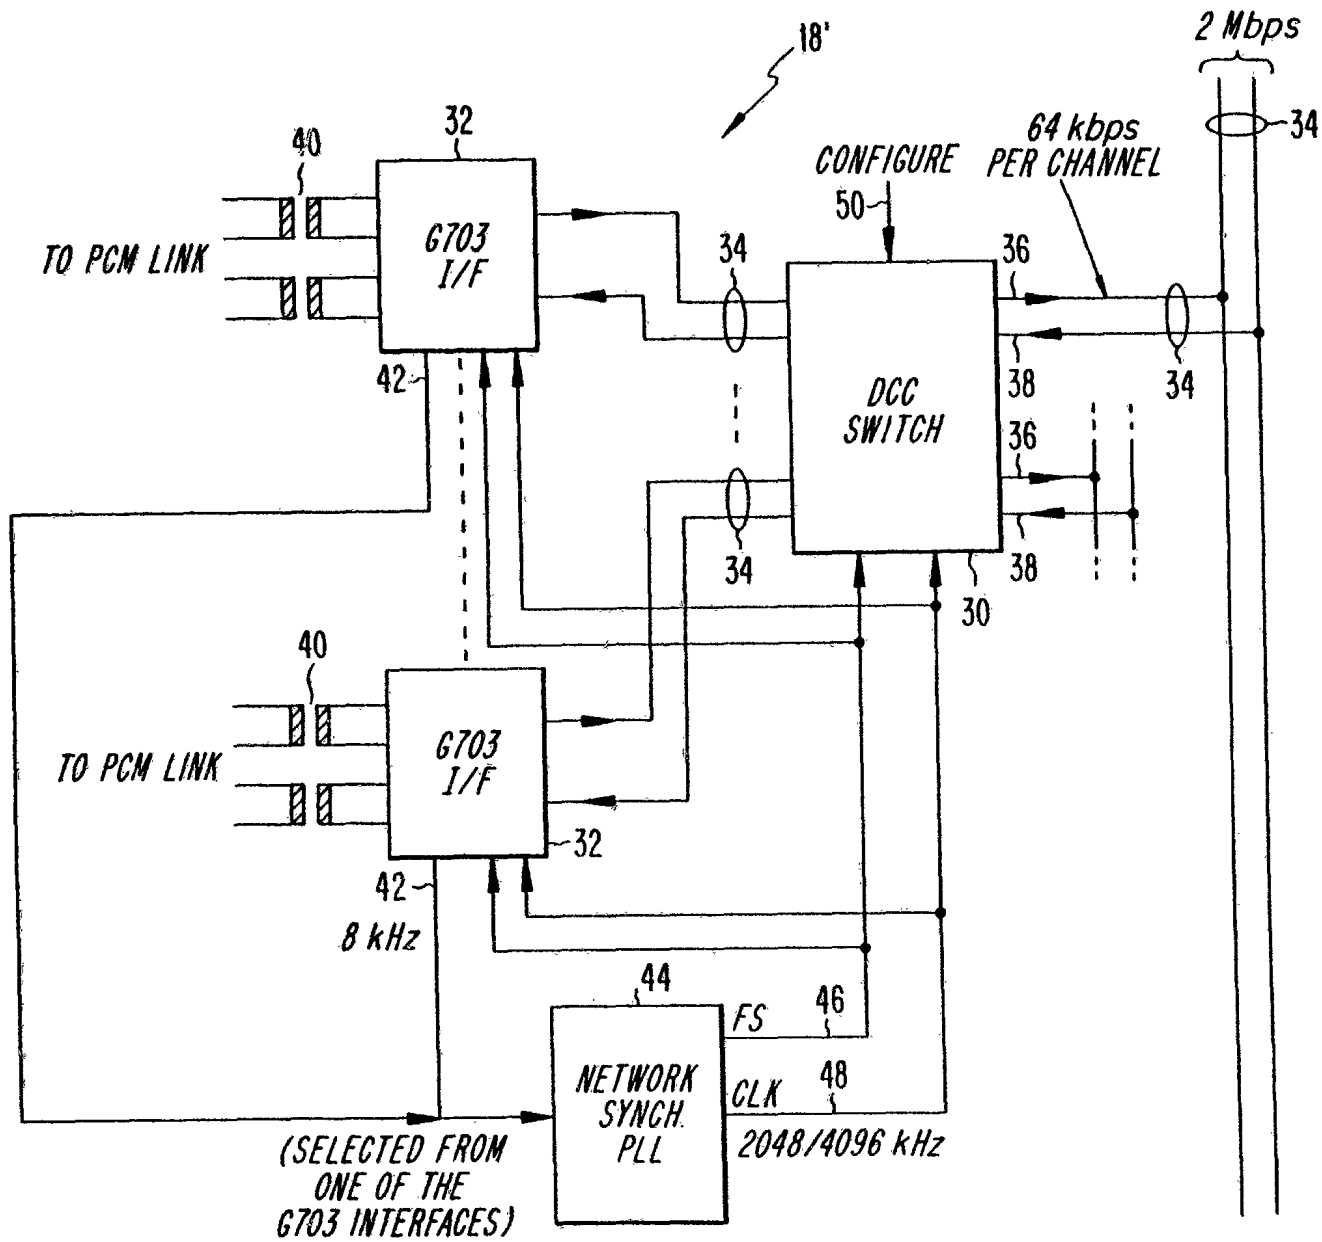 2 Mbps
18'
34
32
40
64 kbps
PER CHANNEL
CONFIGURE
50
G703
I/F
TO PCM LINK
34
36
34
38
42
DCC
SWITCH
36
38
34
30
40
G703
I/F
TO PCM LINK
32
42
8 kHz
44
FS
46
NETWORK
SYNCH.
PLL
CLK
48
2048/4096 kHz
(SELECTED FROM
ONE OF THE
G703 INTERFACES)